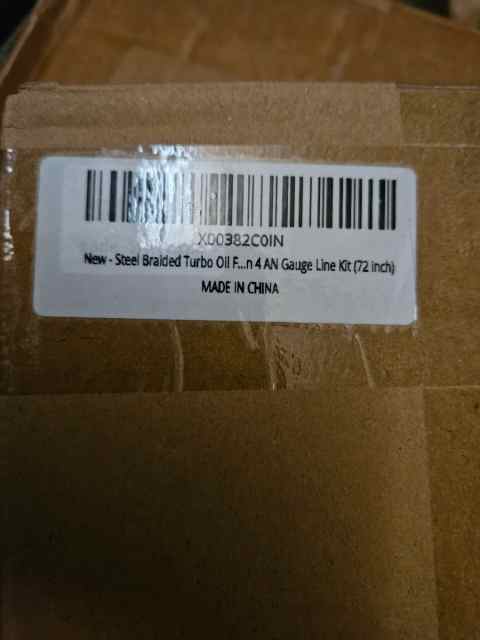 X00382C0IN
New - Steel Braided Turbo Oil F...n 4 AN Gauge Line Kit (72 inch)
MADE IN CHINA